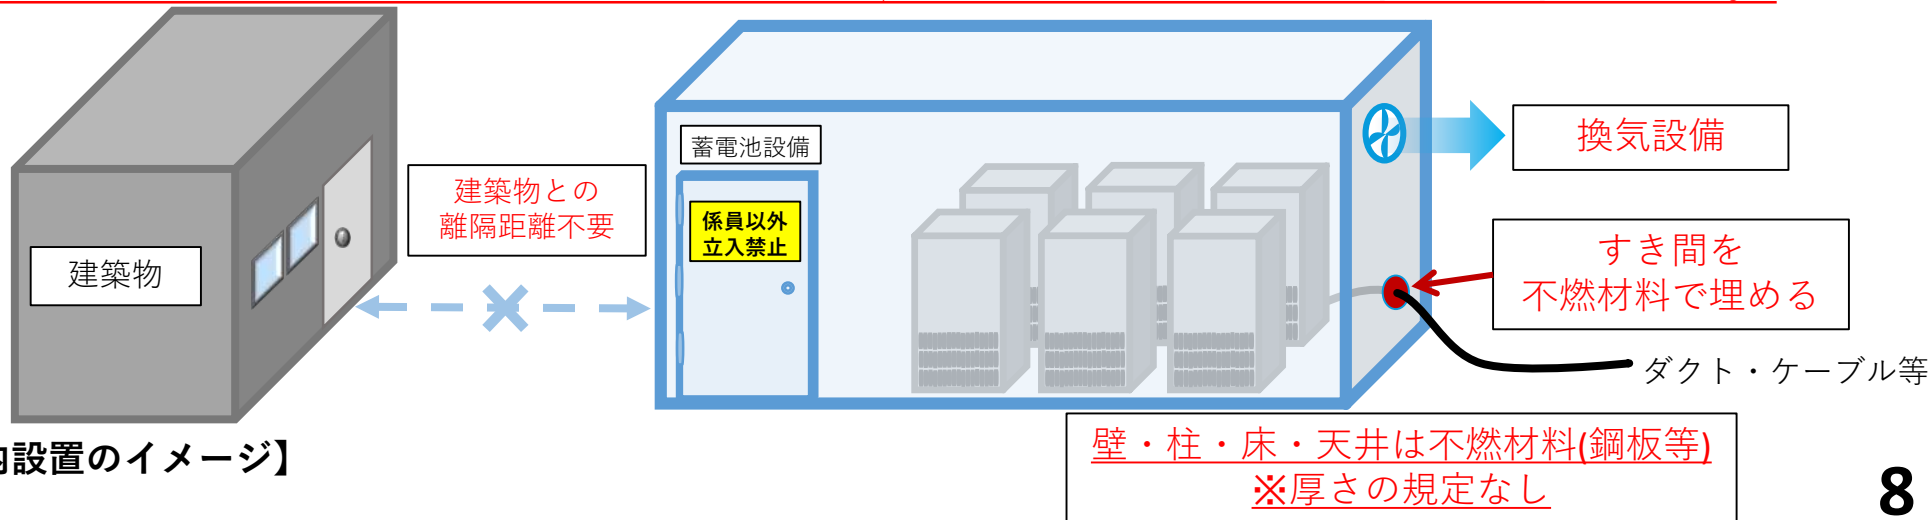 換気設備
蓄電池設備
建築物との
離隔距離不要
係員以外
立入禁止
建築物
すき間を
不燃材料で埋める
ダクト・ケーブル等
壁・柱・床・天井は不燃材料(鋼板等)
※厚さの規定なし
設置のイメージ】
8